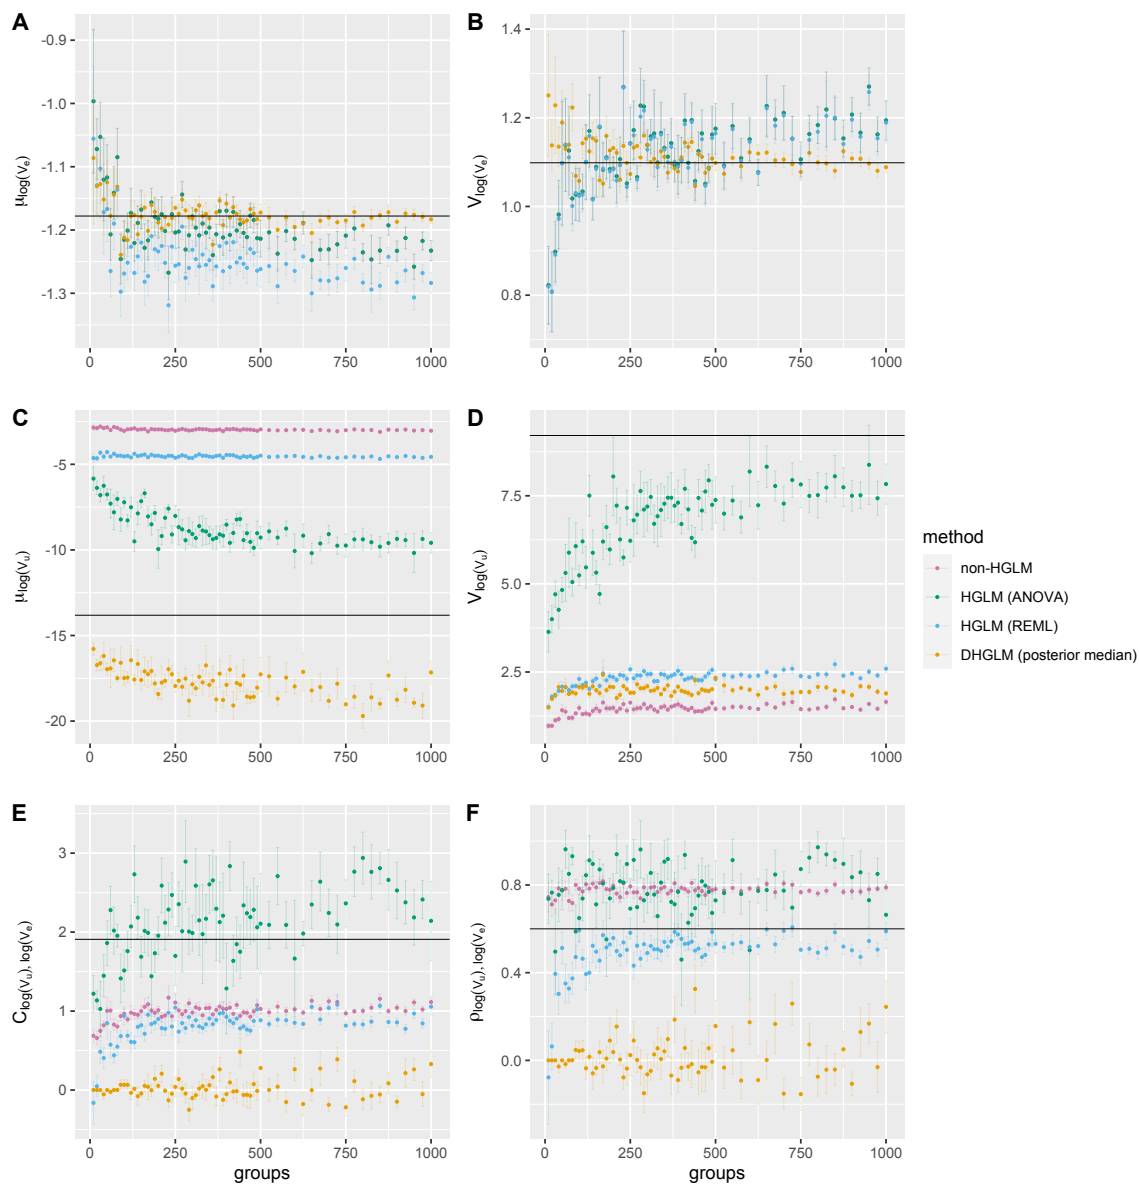 A
B
-0.9
-1.0
-1.1
-1.2
-1.3
μlog(Ve)
0
250
500
750
1000
1.4
1.2
1.0
0.8
Vlog(Ve)
0
250
500
750
1000
C
D
-5
-10
-15
-20
μlog(Vu)
0
250
500
750
1000
7.5
5.0
2.5
Vlog(Vu)
0
250
500
750
1000
method
non-HGLM
HGLM (ANOVA)
HGLM (REML)
DHGLM (posterior median)
E
F
3
2
1
0
Clog(Vu), log(Ve)
0
250
500
750
1000
groups
0.8
0.4
0.0
ρlog(Vu), log(Ve)
0
250
500
750
1000
groups